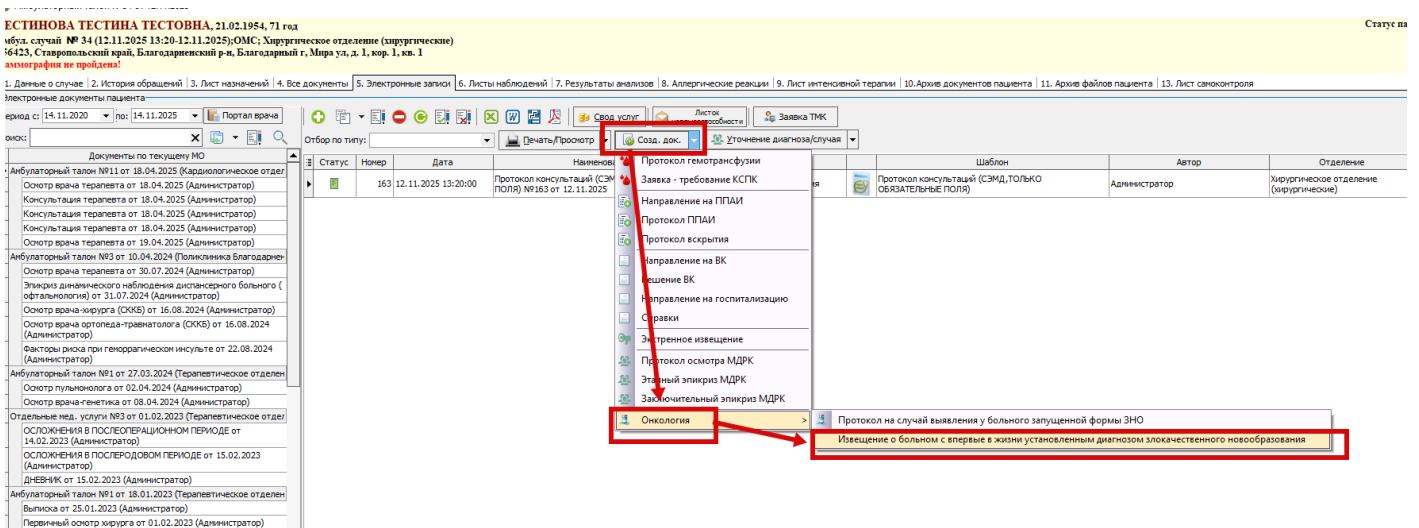 ЕСТИНОВА ТЕСТИНА ТЕСТОВНА, 21.02.1954, 71 год
Статус па
мбул. случай № 34 (12.11.2025 13:20-12.11.2025);ОМС; Хирургическое отделение (хирургические)
56423, Ставропольский край, Благодарненский р-н, Благодарный г, Мира ул, д. 1, кор. 1, кв. 1
аммография не пройдена!
1. Данные о случае 2. История обращений 3. Лист назначений 4. Все документы 5. Электронные записи 6. Листы наблюдений 7. Результаты анализов 8. Аллергические реакции 9. Лист интенсивной терапии 10.Архив документов пациента 11. Архив файлов пациента 13. Лист самоконтроля
Электронные документы пациента
ериод с: 14.11.2020 по: 14.11.2025 Портал врача
Свод услуг Листок Заявка ТМК
оиск:
Отбор по типу: Печать/Просмотр Созд. док. Уточнение диагноза/случая
Документы по текущему МО
Статус Номер Дата Шаблон Автор Отделение
163 12.11.2025 13:20:00 Протокол консультаций (СЭМ
ПОЛЯ) №163 от 12.11.2025
Протокол консультаций (СЭМД,ТОЛЬКО
ОБЯЗАТЕЛЬНЫЕ ПОЛЯ)
Администратор
Хирургическое отделение
(хирургические)
Амбулаторный талон №11 от 18.04.2025 (Кардиологическое отдел
Осмотр врача терапевта от 18.04.2025 (Администратор)
Консультация терапевта от 18.04.2025 (Администратор)
Консультация терапевта от 18.04.2025 (Администратор)
Консультация терапевта от 18.04.2025 (Администратор)
Осмотр врача терапевта от 19.04.2025 (Администратор)
Амбулаторный талон №3 от 10.04.2024 (Поликлиника Благодарнен
Осмотр врача терапевта от 30.07.2024 (Администратор)
Эпикриз динамического наблюдения диспансерного больного (
офтальмология) от 31.07.2024 (Администратор)
Осмотр врача-хирурга (СККБ) от 16.08.2024 (Администратор)
Осмотр врача ортопеда-травматолога (СККБ) от 16.08.2024
(Администратор)
Факторы риска при геморрагическом инсульте от 22.08.2024
(Администратор)
Амбулаторный талон №1 от 27.03.2024 (Терапевтическое отделен
Осмотр пульмонолога от 02.04.2024 (Администратор)
Осмотр врача-генетика от 08.04.2024 (Администратор)
Отдельные мед. услуги №3 от 01.02.2023 (Терапевтическое отдел
ОСЛОЖНЕНИЯ В ПОСЛЕОПЕРАЦИОННОМ ПЕРИОДЕ от
14.02.2023 (Администратор)
ОСЛОЖНЕНИЯ В ПОСЛЕРОДОВОМ ПЕРИОДЕ от 15.02.2023
(Администратор)
ДНЕВНИК от 15.02.2023 (Администратор)
Амбулаторный талон №1 от 18.01.2023 (Терапевтическое отделен
Выписка от 25.01.2023 (Администратор)
Первичный осмотр хирурга от 01.02.2023 (Администратор)
Протокол гемотрансфузии
Заявка - требование КСПК
Направление на ППАИ
Протокол ППАИ
Протокол вскрытия
Направление на ВК
Решение ВК
Направление на госпитализацию
Справки
Экстренное извещение
Протокол осмотра МДРК
Этапный эпикриз МДРК
Заключительный эпикриз МДРК
Онкология >
Протокол на случай выявления у больного запущенной формы ЗНО
Извещение о больном с впервые в жизни установленным диагнозом злокачественного новообразования